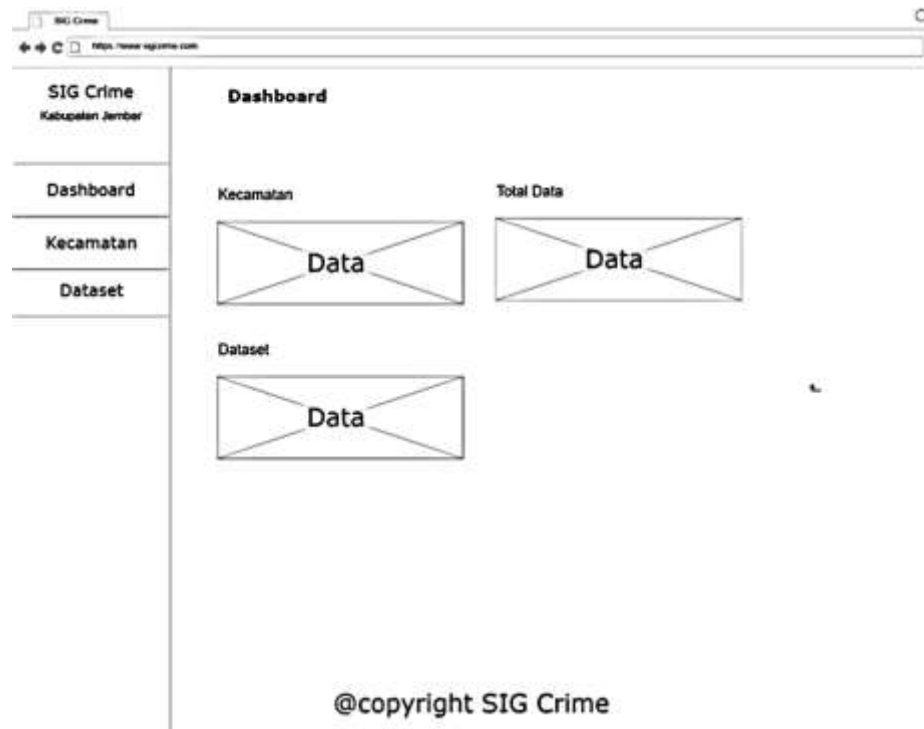 SIG Crime
https://www.sigcrime.com
SIG Crime
Kabupaten Jember
Dashboard
Dashboard
Kecamatan
Dataset
Kecamatan
Total Data
Data
Data
Dataset
Data
@copyright SIG Crime